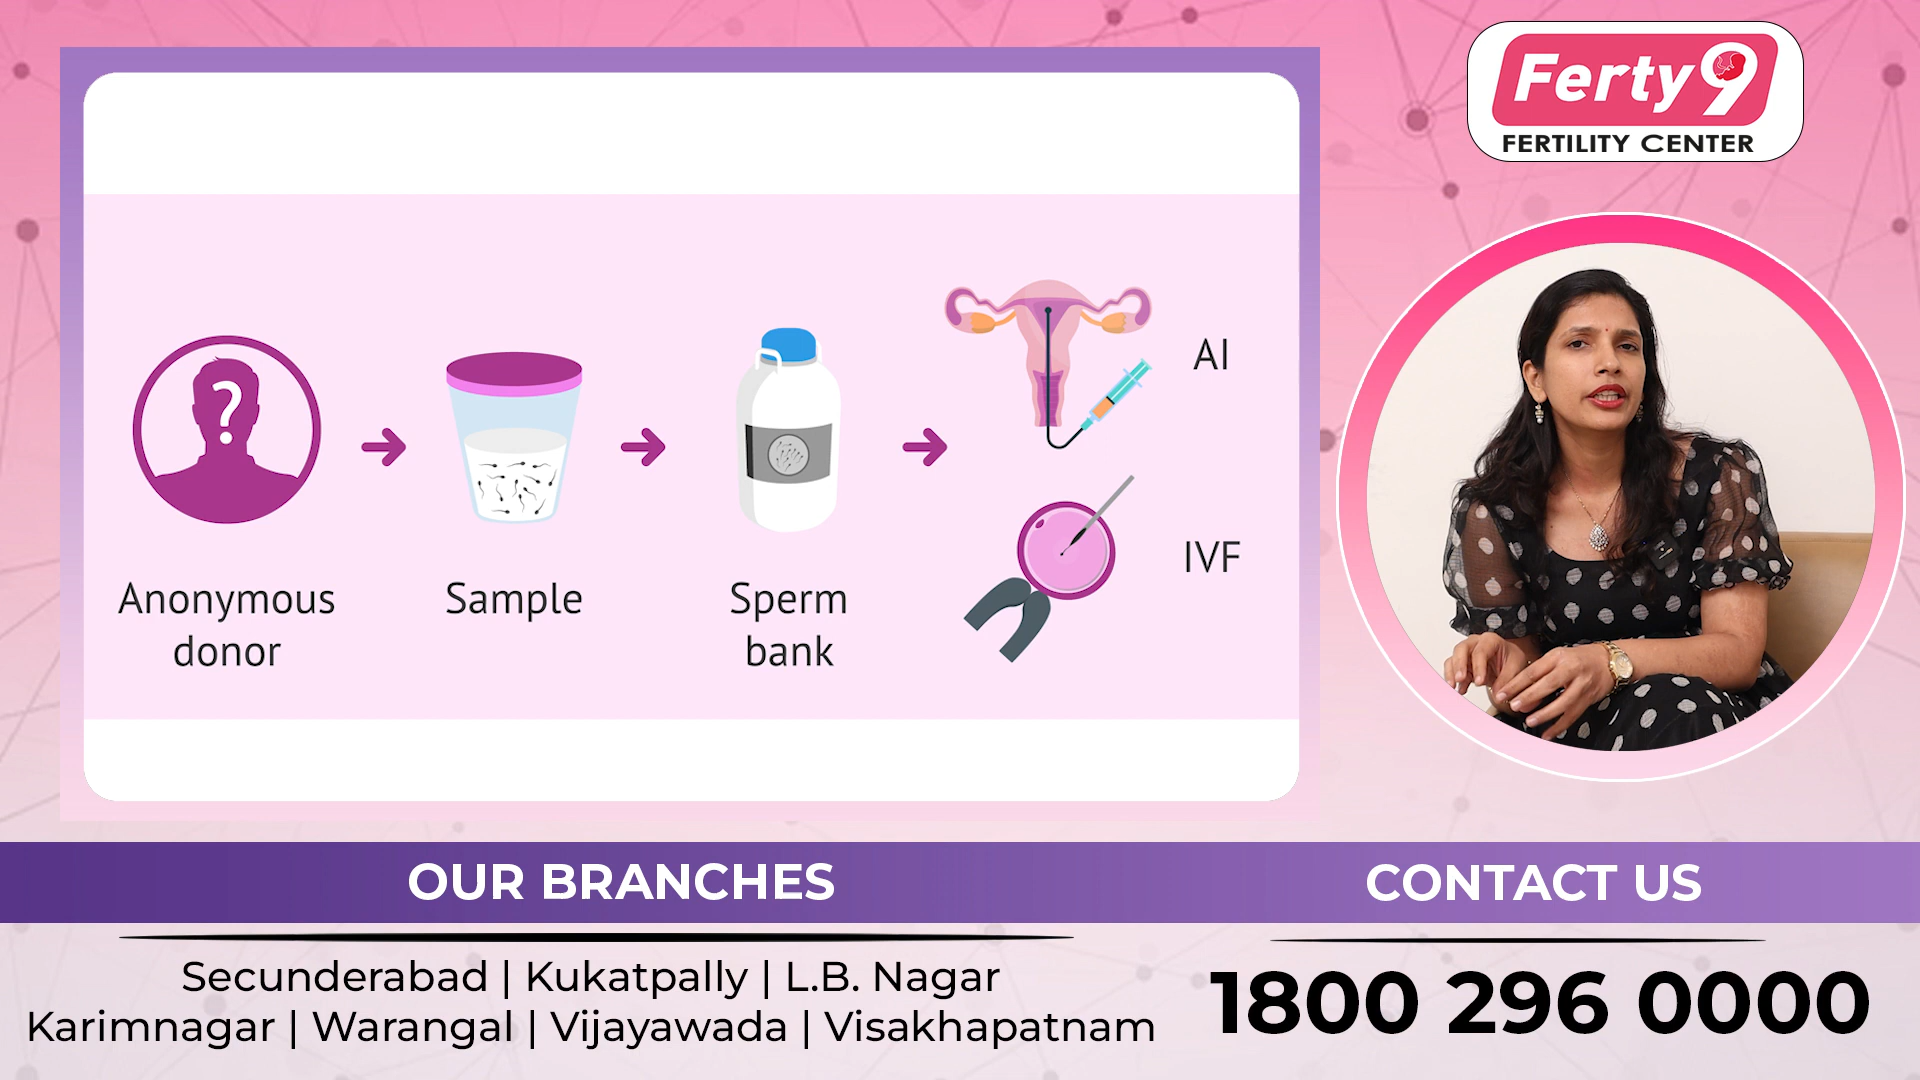 Ferty9
FERTILITY CENTER
?
AI
IVF
Anonymous
donor
Sample
Sperm
bank
OUR BRANCHES
CONTACT US
Secunderabad | Kukatpally | L.B. Nagar
Karimnagar | Warangal | Vijayawada | Visakhapatnam
1800 296 0000